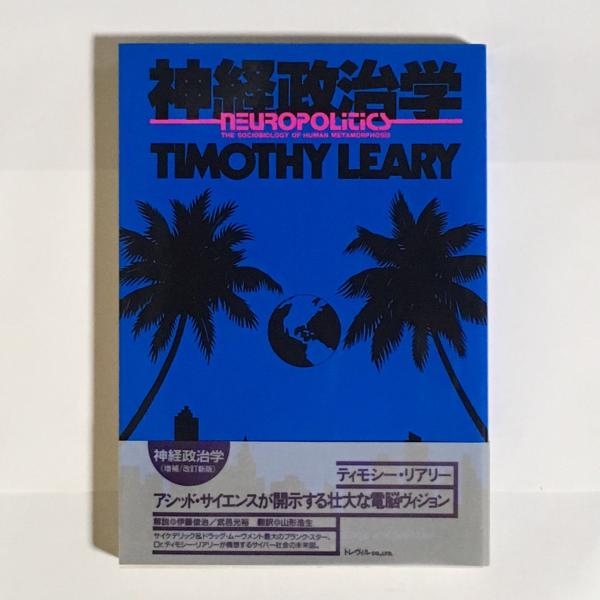 神経政治学
NEUROPOLITICS
THE SOCIOBIOLOGY OF HUMAN METAMORPHOSIS
TIMOTHY LEARY
神経政治学
(増補/改訂新版)
ティモシー・リアリー
アシッド・サイエンスが開示する壮大な電脳ヴィジョン
解説◎伊藤俊治/武邑光裕 翻訳◎山形浩生
サイケデリック&ドラッグ・ムーヴメント最大のプランク・スター、
Dr.ティモシー・リアリーが構想するサイバー社会の未来図。
トレヴィル CO.,LTD.